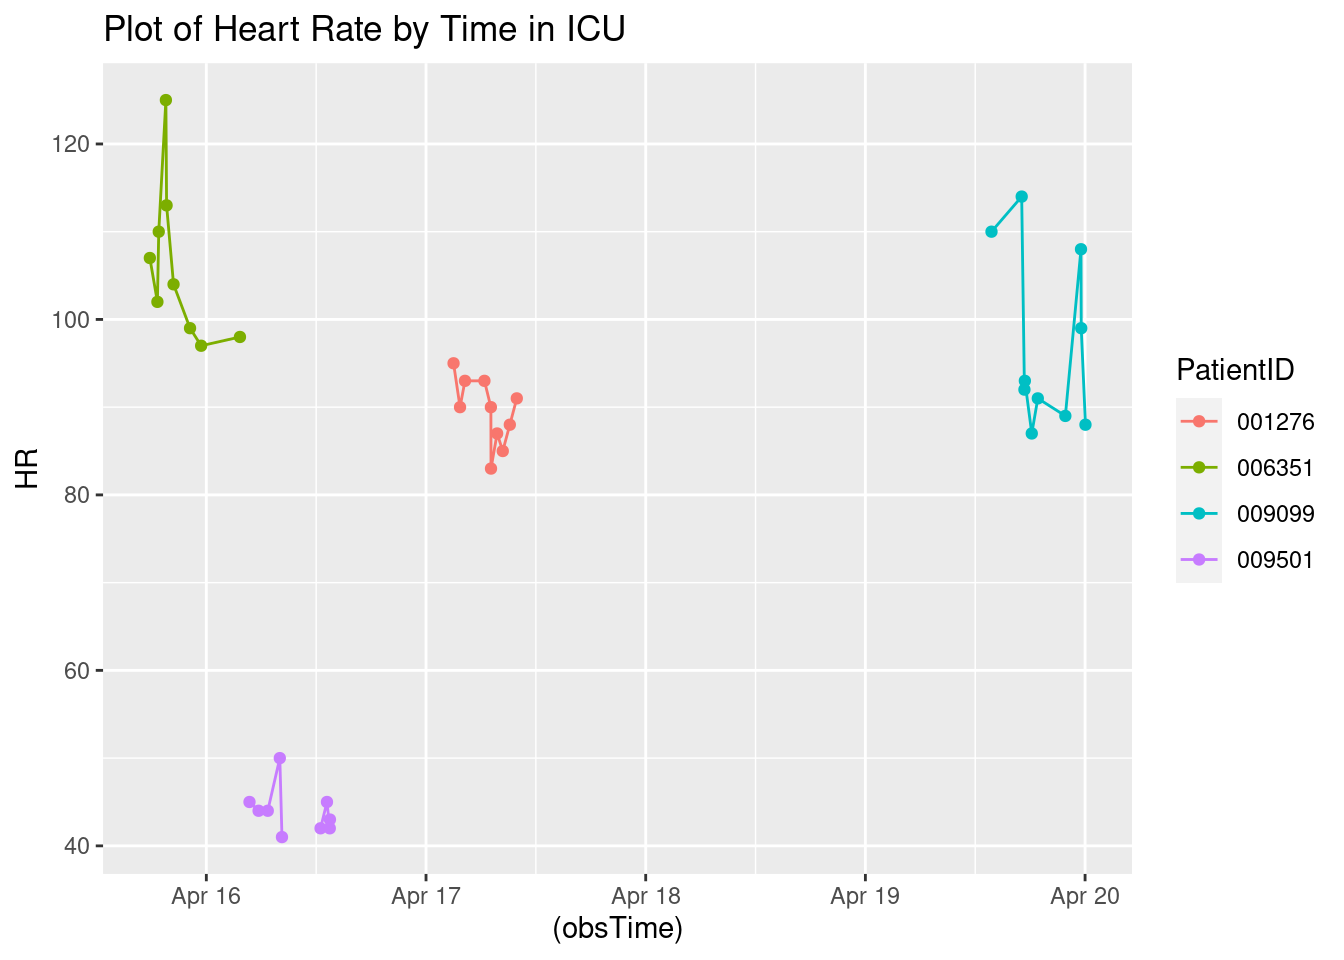 Plot of Heart Rate by Time in ICU
HR
120
100
80
60
40
Apr 16
Apr 17
Apr 18
Apr 19
Apr 20
(obsTime)
PatientID
001276
006351
009099
009501